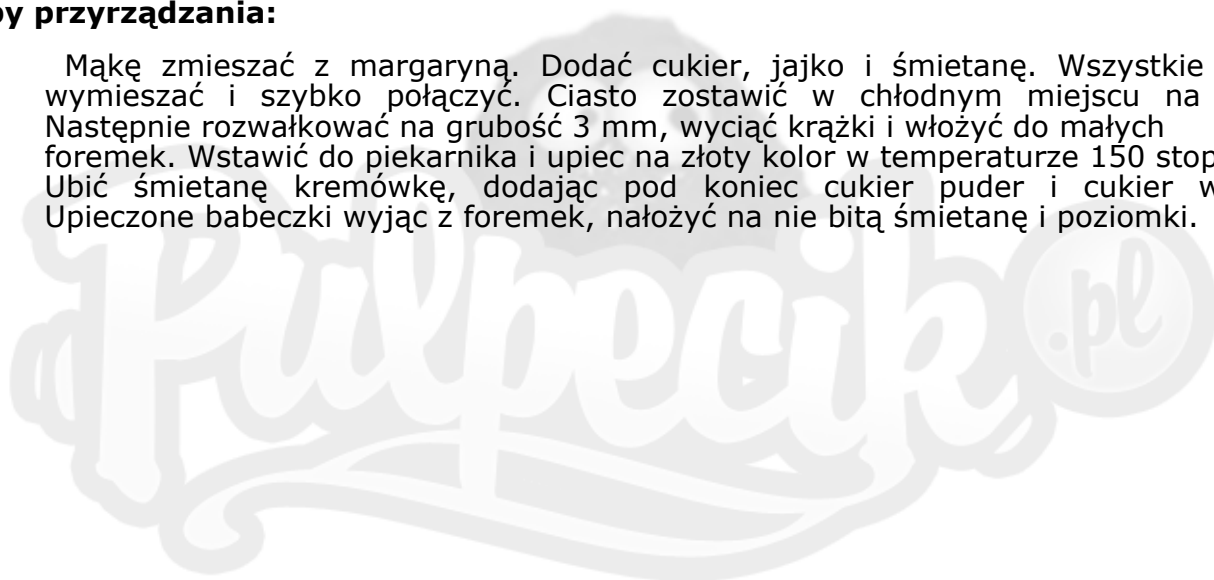 by przyrządzania:
Mąkę zmieszać z margaryną. Dodać cukier, jajko i śmietanę. Wszystkie
wymieszać i szybko połączyć. Ciasto zostawić w chłodnym miejscu na
Następnie rozwałkować na grubość 3 mm, wyciąć krążki i włożyć do małych
foremek. Wstawić do piekarnika i upiec na złoty kolor w temperaturze 150 stop
Ubić śmietanę kremówkę, dodając pod koniec cukier puder i cukier w
Upieczone babeczki wyjąc z foremek, nałożyć na nie bitą śmietanę i poziomki.
Pulpecik.pl